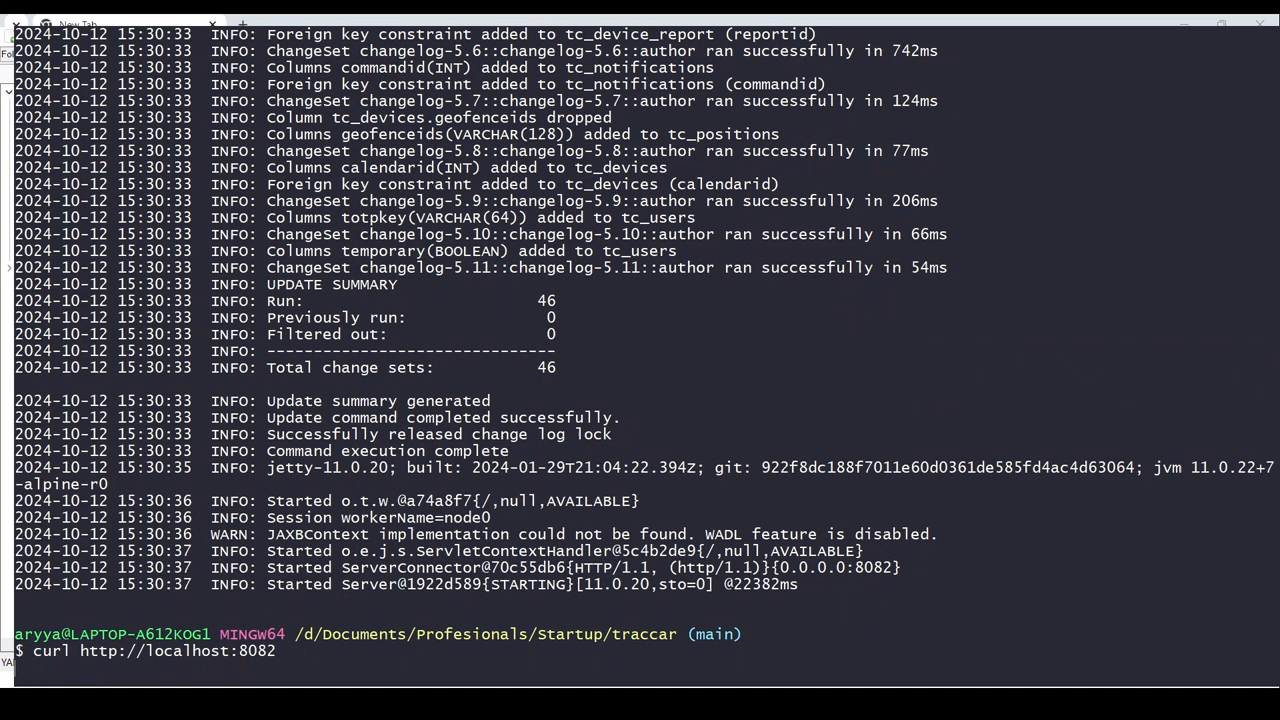 New Tab
2024-10-12 15:30:33  INFO: Foreign key constraint added to tc_device_report (reportid)
2024-10-12 15:30:33  INFO: ChangeSet changelog-5.6::changelog-5.6::author ran successfully in 742ms
2024-10-12 15:30:33  INFO: Columns commandid(INT) added to tc_notifications
2024-10-12 15:30:33  INFO: Foreign key constraint added to tc_notifications (commandid)
2024-10-12 15:30:33  INFO: ChangeSet changelog-5.7::changelog-5.7::author ran successfully in 124ms
2024-10-12 15:30:33  INFO: Column tc_devices.geofenceids dropped
2024-10-12 15:30:33  INFO: Columns geofenceids(VARCHAR(128)) added to tc_positions
2024-10-12 15:30:33  INFO: ChangeSet changelog-5.8::changelog-5.8::author ran successfully in 77ms
2024-10-12 15:30:33  INFO: Columns calendarid(INT) added to tc_devices
2024-10-12 15:30:33  INFO: Foreign key constraint added to tc_devices (calendarid)
2024-10-12 15:30:33  INFO: ChangeSet changelog-5.9::changelog-5.9::author ran successfully in 206ms
2024-10-12 15:30:33  INFO: Columns totpkey(VARCHAR(64)) added to tc_users
2024-10-12 15:30:33  INFO: ChangeSet changelog-5.10::changelog-5.10::author ran successfully in 66ms
2024-10-12 15:30:33  INFO: Columns temporary(BOOLEAN) added to tc_users
2024-10-12 15:30:33  INFO: ChangeSet changelog-5.11::changelog-5.11::author ran successfully in 54ms
2024-10-12 15:30:33  INFO: UPDATE SUMMARY
2024-10-12 15:30:33  INFO: Run:                         46
2024-10-12 15:30:33  INFO: Previously run:               0
2024-10-12 15:30:33  INFO: Filtered out:                 0
2024-10-12 15:30:33  INFO: -------------------------------
2024-10-12 15:30:33  INFO: Total change sets:           46
2024-10-12 15:30:33  INFO: Update summary generated
2024-10-12 15:30:33  INFO: Update command completed successfully.
2024-10-12 15:30:33  INFO: Successfully released change log lock
2024-10-12 15:30:33  INFO: Command execution complete
2024-10-12 15:30:35  INFO: jetty-11.0.20; built: 2024-01-29T21:04:22.394z; git: 922f8dc188f7011e60d0361de585fd4ac4d63064; jvm 11.0.22+7
-alpine-r0
2024-10-12 15:30:36  INFO: Started o.t.w.@a74a8f7{/,null,AVAILABLE}
2024-10-12 15:30:36  INFO: Session workerName=node0
2024-10-12 15:30:36  WARN: JAXBContext implementation could not be found. WADL feature is disabled.
2024-10-12 15:30:37  INFO: Started o.e.j.s.ServletContextHandler@5c4b2de9{/,null,AVAILABLE}
2024-10-12 15:30:37  INFO: Started ServerConnector@70c55db6{HTTP/1.1, (http/1.1)}{0.0.0.0:8082}
2024-10-12 15:30:37  INFO: Started Server@1922d589{STARTING}[11.0.20,sto=0] @22382ms
aryya@LAPTOP-A612KOG1 MINGW64 /d/Documents/Profesionals/Startup/traccar (main)
$ curl http://localhost:8082